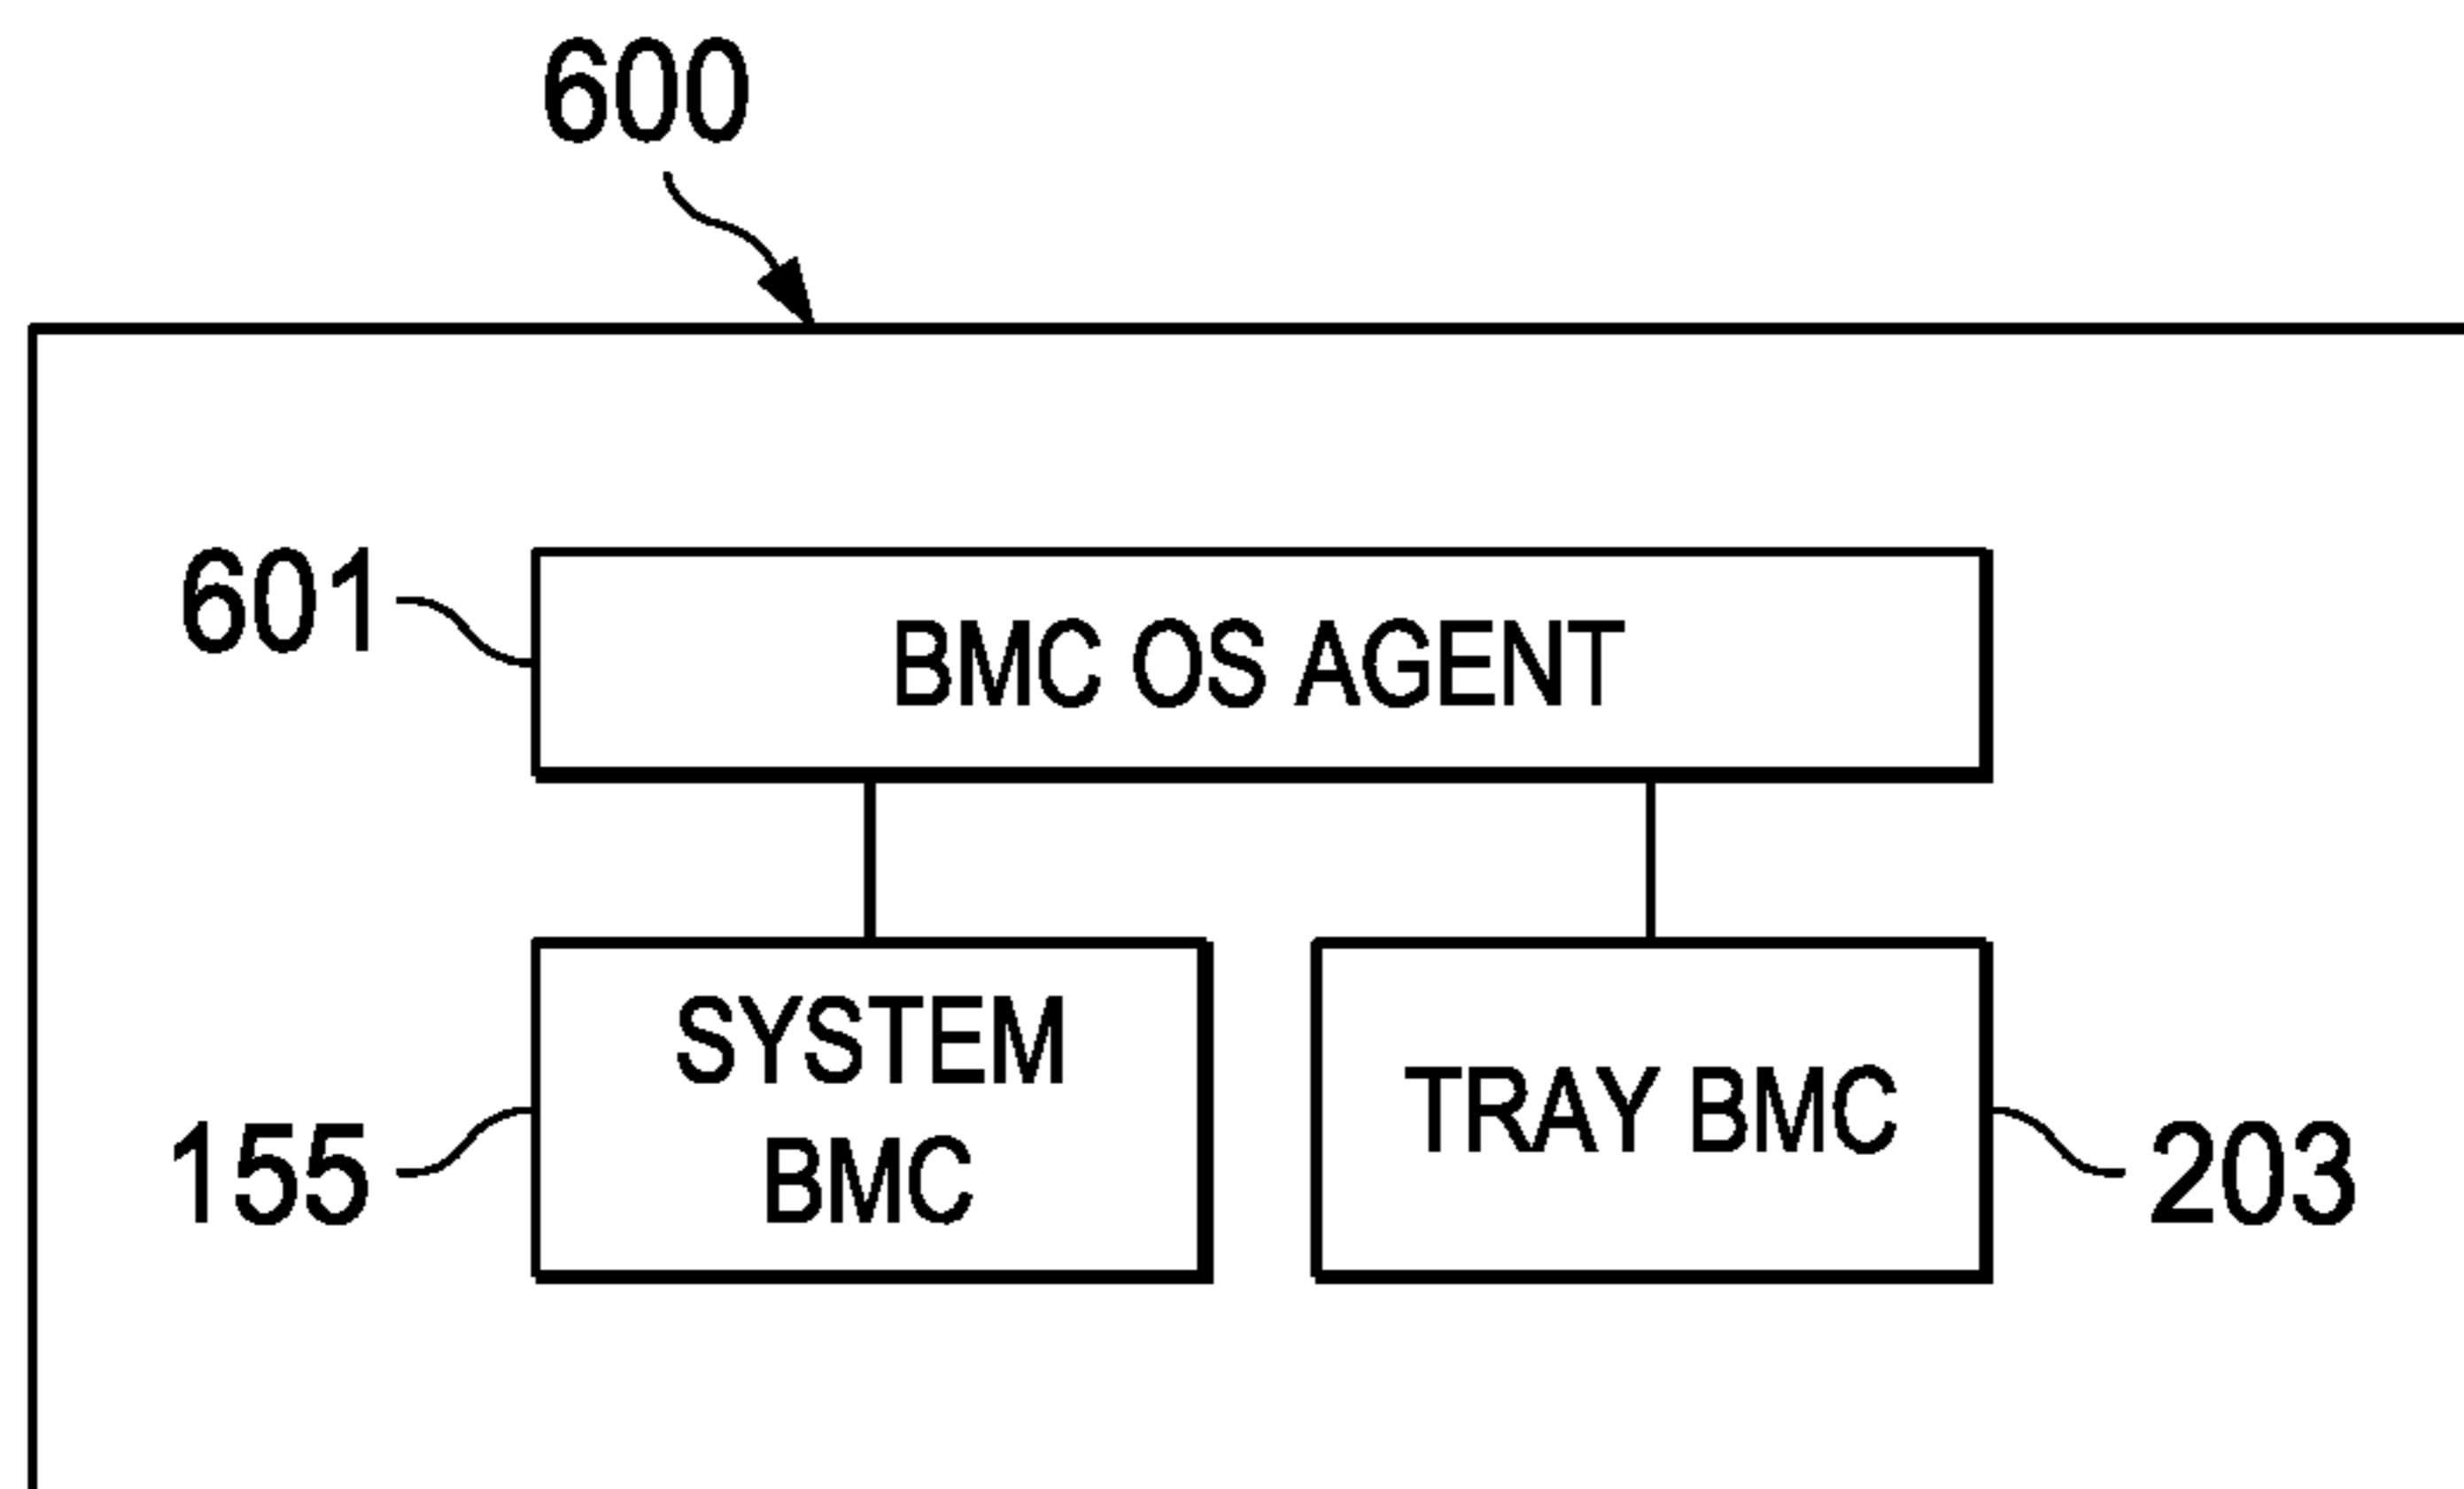 600
601
BMC OS AGENT
SYSTEM
BMC
TRAY BMC
155
203